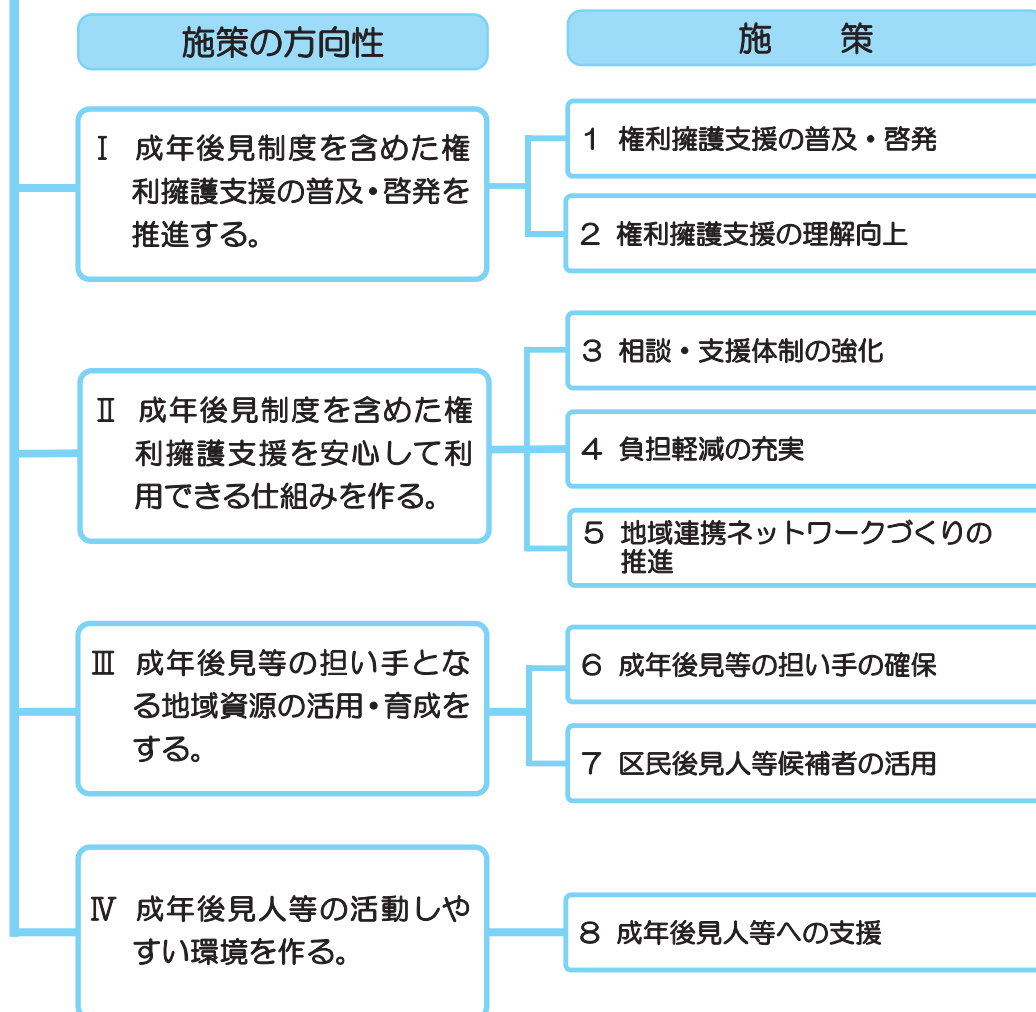 施策の方向性
施　策
Ⅰ 成年後見制度を含めた権
利擁護支援の普及・啓発を
推進する。
1 権利擁護支援の普及・啓発
2 権利擁護支援の理解向上
Ⅱ 成年後見制度を含めた権
利擁護支援を安心して利
用できる仕組みを作る。
3 相談・支援体制の強化
4 負担軽減の充実
5 地域連携ネットワークづくりの
推進
Ⅲ 成年後見等の担い手とな
る地域資源の活用・育成を
する。
6 成年後見等の担い手の確保
7 区民後見人等候補者の活用
Ⅳ 成年後見人等の活動しや
すい環境を作る。
8 成年後見人等への支援